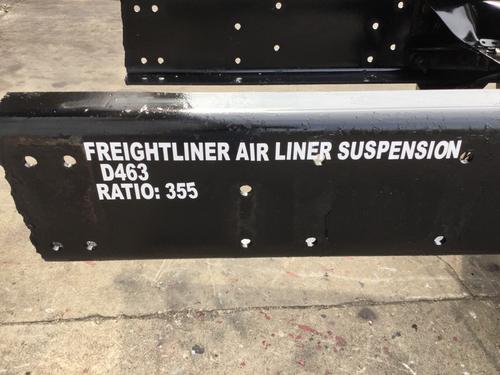 FREIGHTLINER AIR LINER SUSPENSION
D463
RATIO: 355